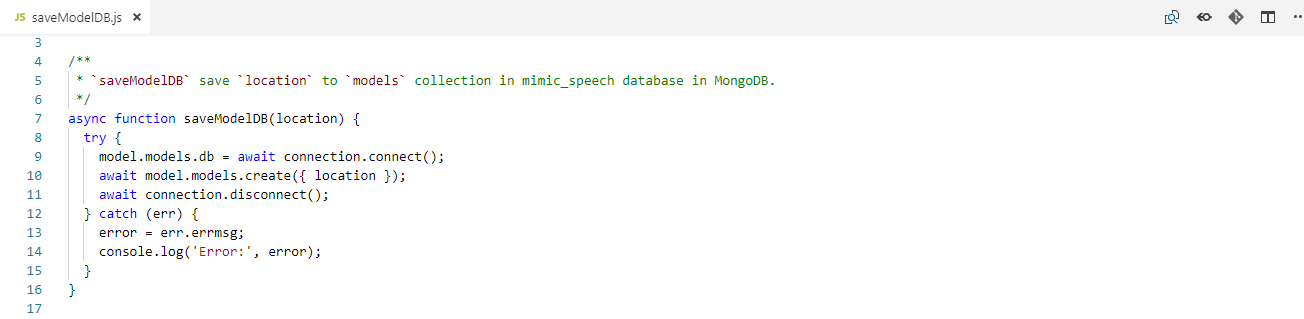 JS saveModelDB.js ×
3
4 /**
5  * `saveModelDB` save `location` to `models` collection in mimic_speech database in MongoDB.
6  */
7 async function saveModelDB(location) {
8   try {
9     model.models.db = await connection.connect();
10     await model.models.create({ location });
11     await connection.disconnect();
12   } catch (err) {
13     error = err.errmsg;
14     console.log('Error:', error);
15   }
16 }
17